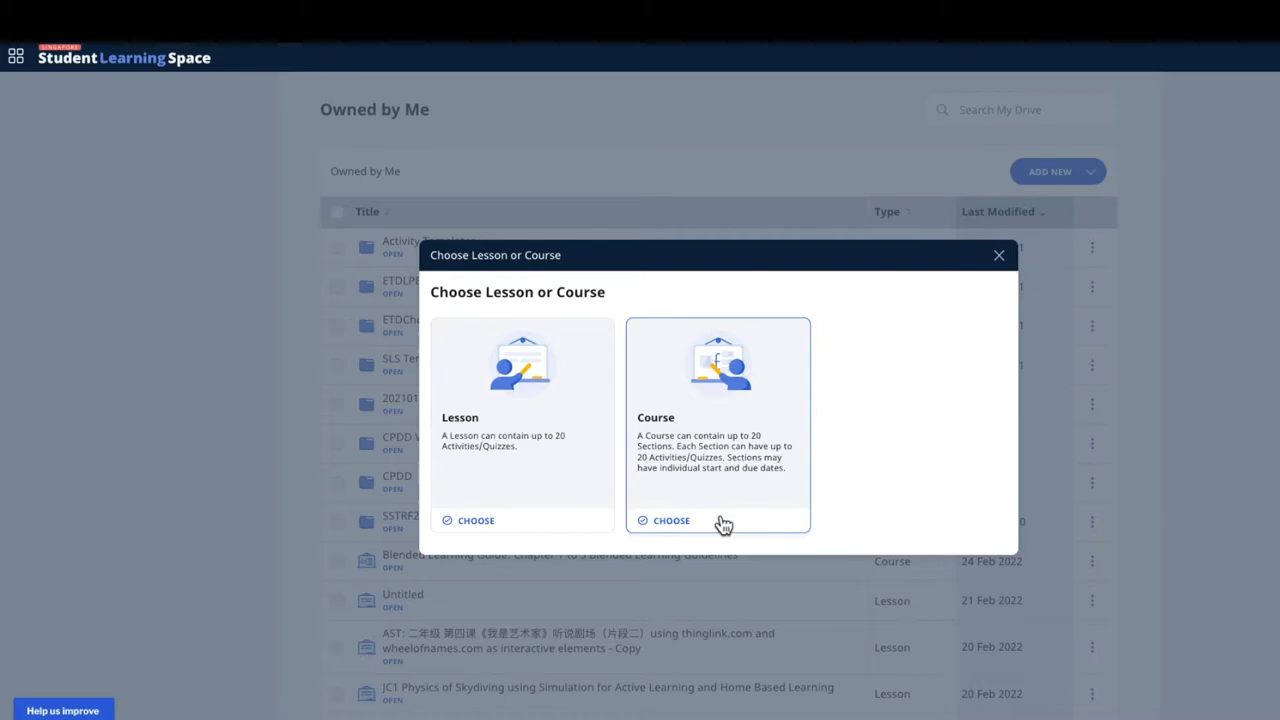 SINGAPORE
Student Learning Space
Owned by Me
Search My Drive
Owned by Me
ADD NEW
Title
Type
Last Modified
OPEN
ETDLPE
OPEN
ETDCh
OPEN
SLS Te
OPEN
202101
OPEN
CPDD
OPEN
CPDD
OPEN
SSTRF2
OPEN
Choose Lesson or Course
Choose Lesson or Course
Lesson
A Lesson can contain up to 20
Activities/Quizzes.
CHOOSE
Course
A Course can contain up to 20
Sections. Each Section can have up to
20 Activities/Quizzes. Sections may
have individual start and due dates.
CHOOSE
Blended Learning Guide: Chapter 1 to 5 Blended Learning Guidelines
OPEN
Course
24 Feb 2022
Untitled
OPEN
Lesson
21 Feb 2022
AST: 二年级 第四课《我是艺术家》听说剧场（片段二）using thinglink.com and
wheelofnames.com as interactive elements - Copy
OPEN
Lesson
20 Feb 2022
JC1 Physics of Skydiving using Simulation for Active Learning and Home Based Learning
OPEN
Lesson
20 Feb 2022
Help us improve